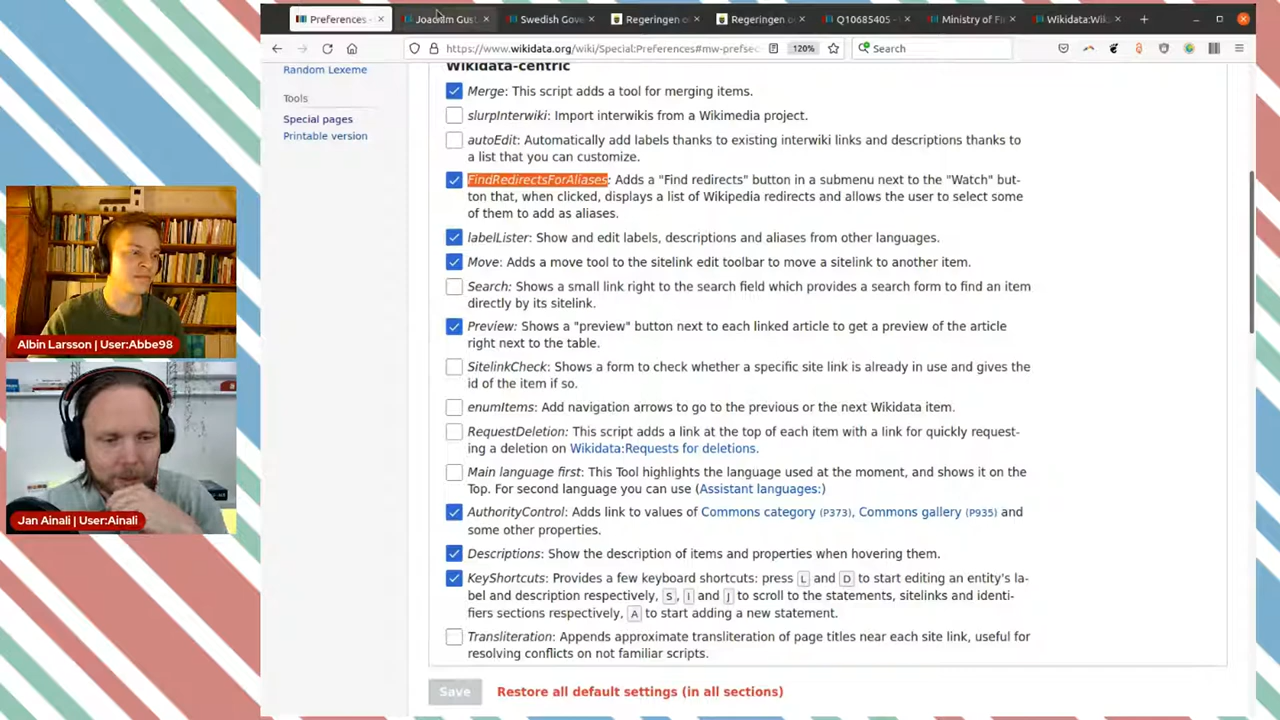 Preferences -
Joachim Gus
Swedish Gov
Regeringen o
Regeringen o
Q10685405 -
Ministry of Fi
Wikidata:Wik
https://www.wikidata.org/wiki/Special:Preferences#mw-prefsec
120%
Search
Random Lexeme
Tools
Special pages
Printable version
Wikidata-centric
Merge: This script adds a tool for merging items.
slurpInterwiki: Import interwikis from a Wikimedia project.
autoEdit: Automatically add labels thanks to existing interwiki links and descriptions thanks to
a list that you can customize.
FindRedirectsForAliases: Adds a "Find redirects" button in a submenu next to the "Watch" but-
ton that, when clicked, displays a list of Wikipedia redirects and allows the user to select some
of them to add as aliases.
labelLister: Show and edit labels, descriptions and aliases from other languages.
Move: Adds a move tool to the sitelink edit toolbar to move a sitelink to another item.
Search: Shows a small link right to the search field which provides a search form to find an item
directly by its sitelink.
Preview: Shows a "preview" button next to each linked article to get a preview of the article
right next to the table.
SitelinkCheck: Shows a form to check whether a specific site link is already in use and gives the
id of the item if so.
enumItems: Add navigation arrows to go to the previous or the next Wikidata item.
RequestDeletion: This script adds a link at the top of each item with a link for quickly request-
ing a deletion on Wikidata:Requests for deletions.
Main language first: This Tool highlights the language used at the moment, and shows it on the
Top. For second language you can use (Assistant languages:)
AuthorityControl: Adds link to values of Commons category (P373), Commons gallery (P935) and
some other properties.
Descriptions: Show the description of items and properties when hovering them.
KeyShortcuts: Provides a few keyboard shortcuts: press L and D to start editing an entity's la-
bel and description respectively, S, I and J to scroll to the statements, sitelinks and identi-
fiers sections respectively, A to start adding a new statement.
Transliteration: Appends approximate transliteration of page titles near each site link, useful for
resolving conflicts on not familiar scripts.
Save
Restore all default settings (in all sections)
Albin Larsson | User:Abbe98
Jan Ainali | User:Ainali